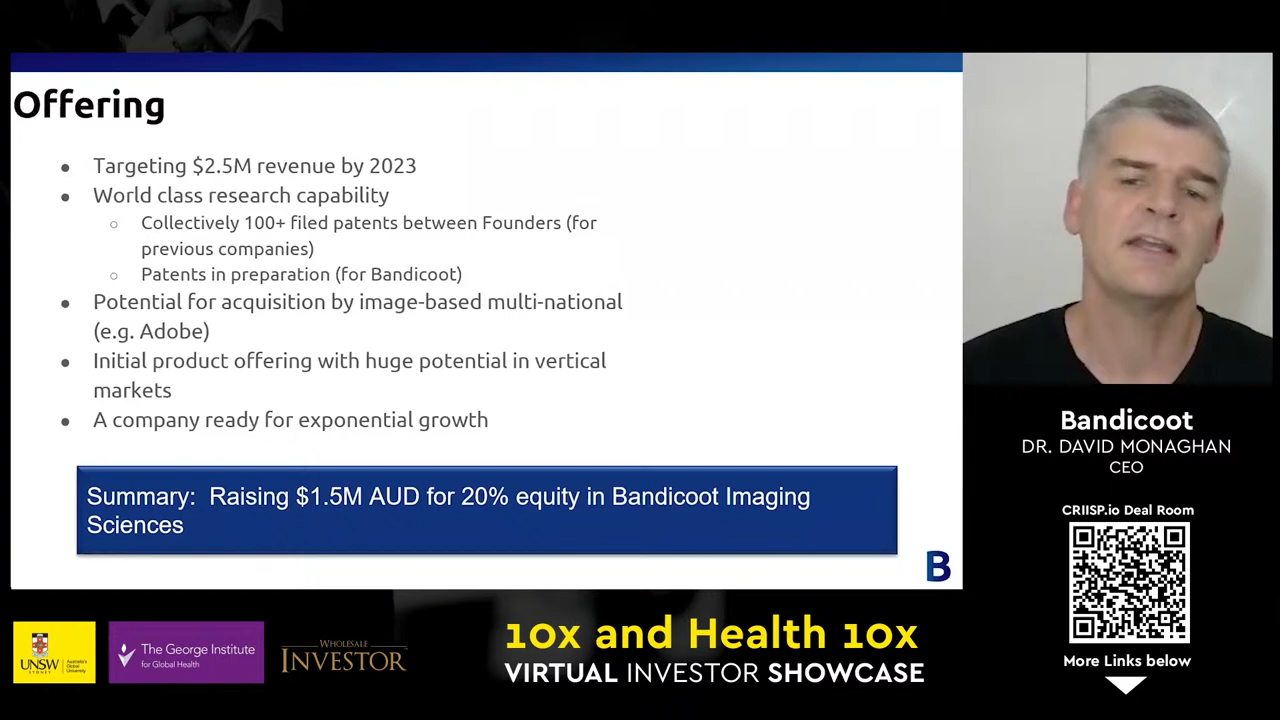 Offering
● Targeting $2.5M revenue by 2023
● World class research capability
○ Collectively 100+ filed patents between Founders (for
previous companies)
○ Patents in preparation (for Bandicoot)
● Potential for acquisition by image-based multi-national
(e.g. Adobe)
● Initial product offering with huge potential in vertical
markets
● A company ready for exponential growth
Summary: Raising $1.5M AUD for 20% equity in Bandicoot Imaging
Sciences
B
Bandicoot
DR. DAVID MONAGHAN
CEO
CRIISP.io Deal Room
More Links below
UNSW
SYDNEY
Australia's
Global
University
The George Institute
for Global Health
WHOLESALE
INVESTOR
10x and Health 10x
VIRTUAL INVESTOR SHOWCASE